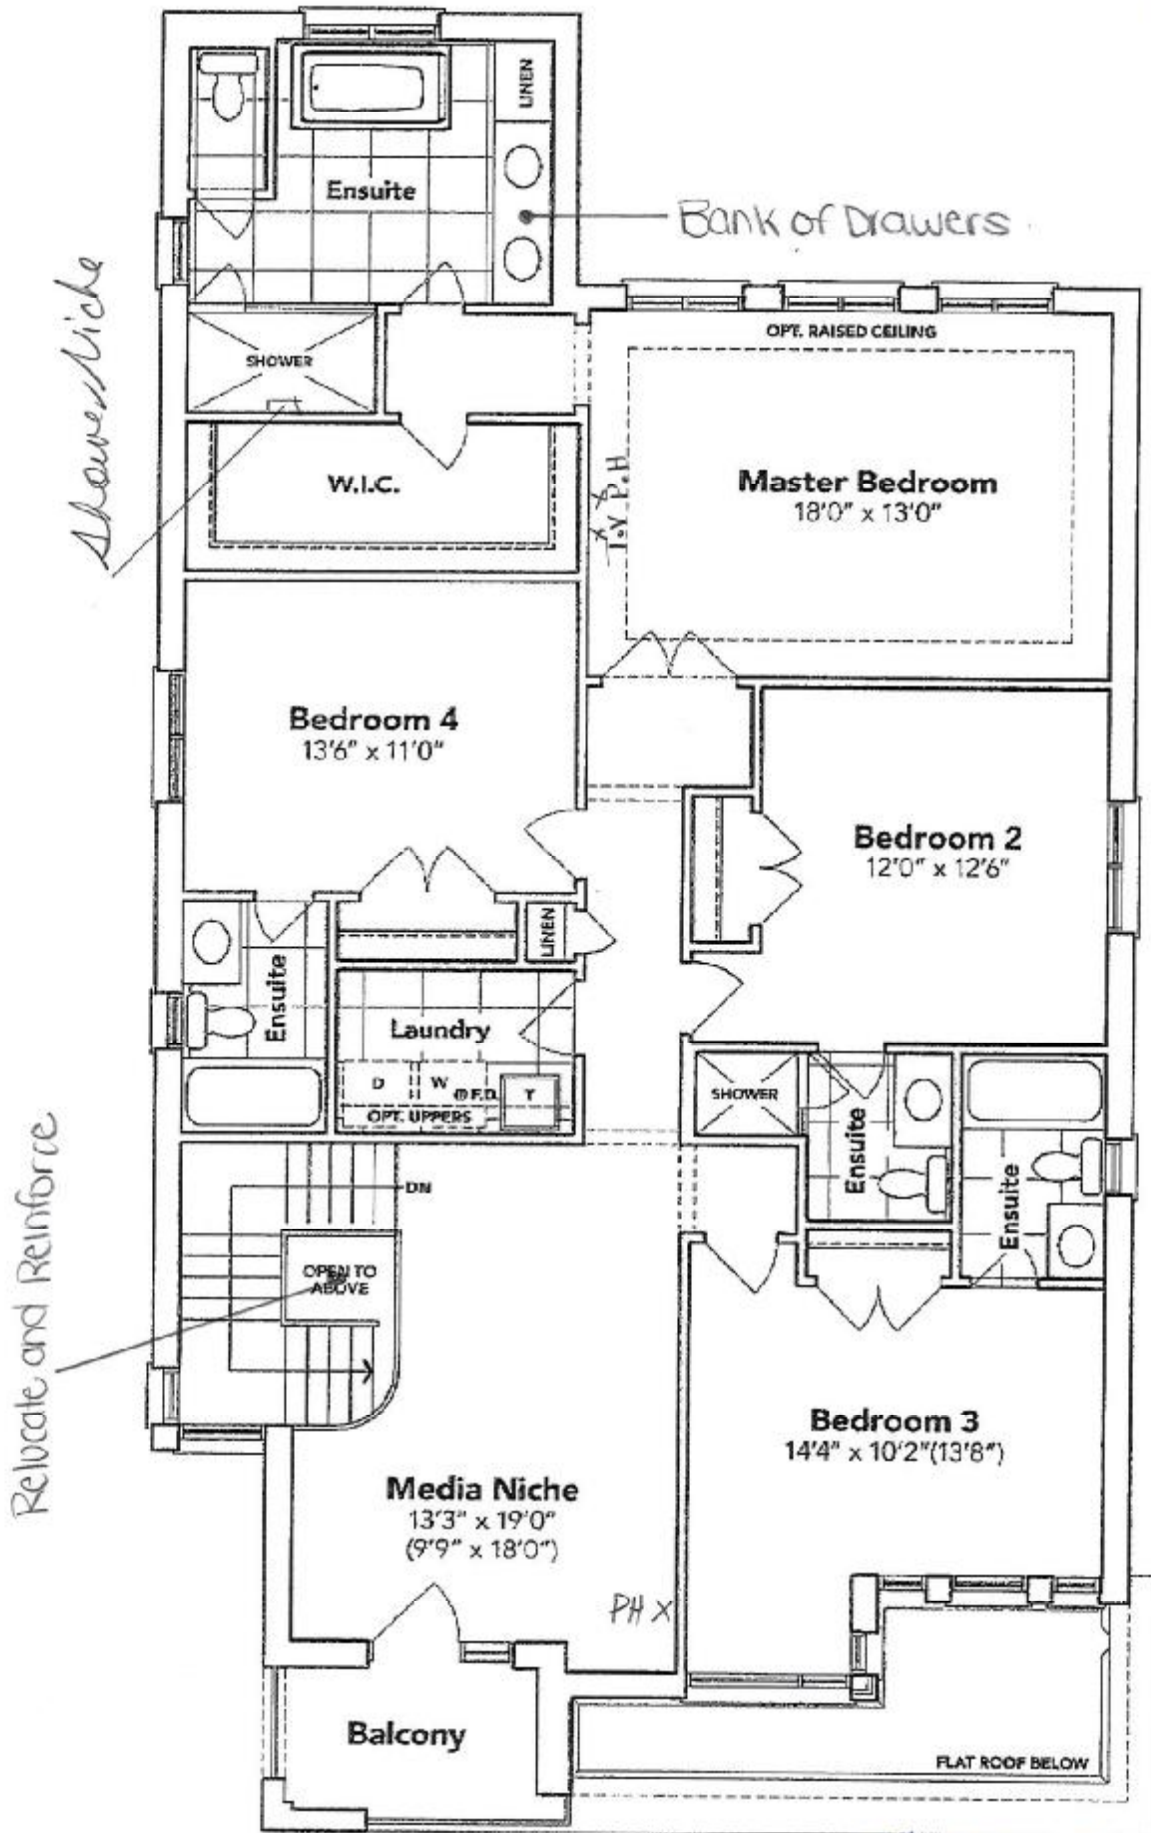 LINEN
Ensuite
Bank of Drawers
Shower Niche
OPT. RAISED CEILING
SHOWER
W.I.C.
T.V P.H
X
X
Master Bedroom
18'0" x 13'0"
Bedroom 4
13'6" x 11'0"
Bedroom 2
12'0" x 12'6"
LINEN
Ensuite
Laundry
D
W
F.D.
T
OPT. UPPERS
SHOWER
Ensuite
Ensuite
Relocate and Reinforce
DN
OPEN TO
ABOVE
Bedroom 3
14'4" x 10'2"(13'8")
Media Niche
13'3" x 19'0"
(9'9" x 18'0")
PH X
Balcony
FLAT ROOF BELOW